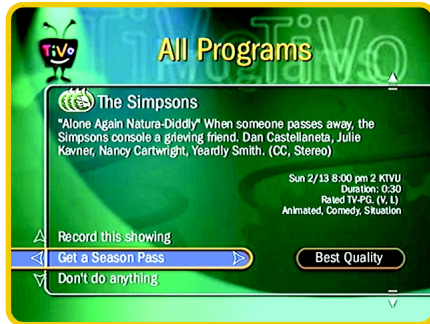 TiVo
All Programs
The Simpsons
"Alone Again Natura-Diddly" When someone passes away, the
Simpsons console a grieving friend. Dan Castellaneta, Julie
Kavner, Nancy Cartwright, Yeardly Smith. (CC, Stereo)
Sun 2/13 8:00 pm 2 KTVU
Duration: 0:30
Rated TV-PG. (V, L)
Animated, Comedy, Situation
Record this showing
Get a Season Pass
Best Quality
Don't do anything